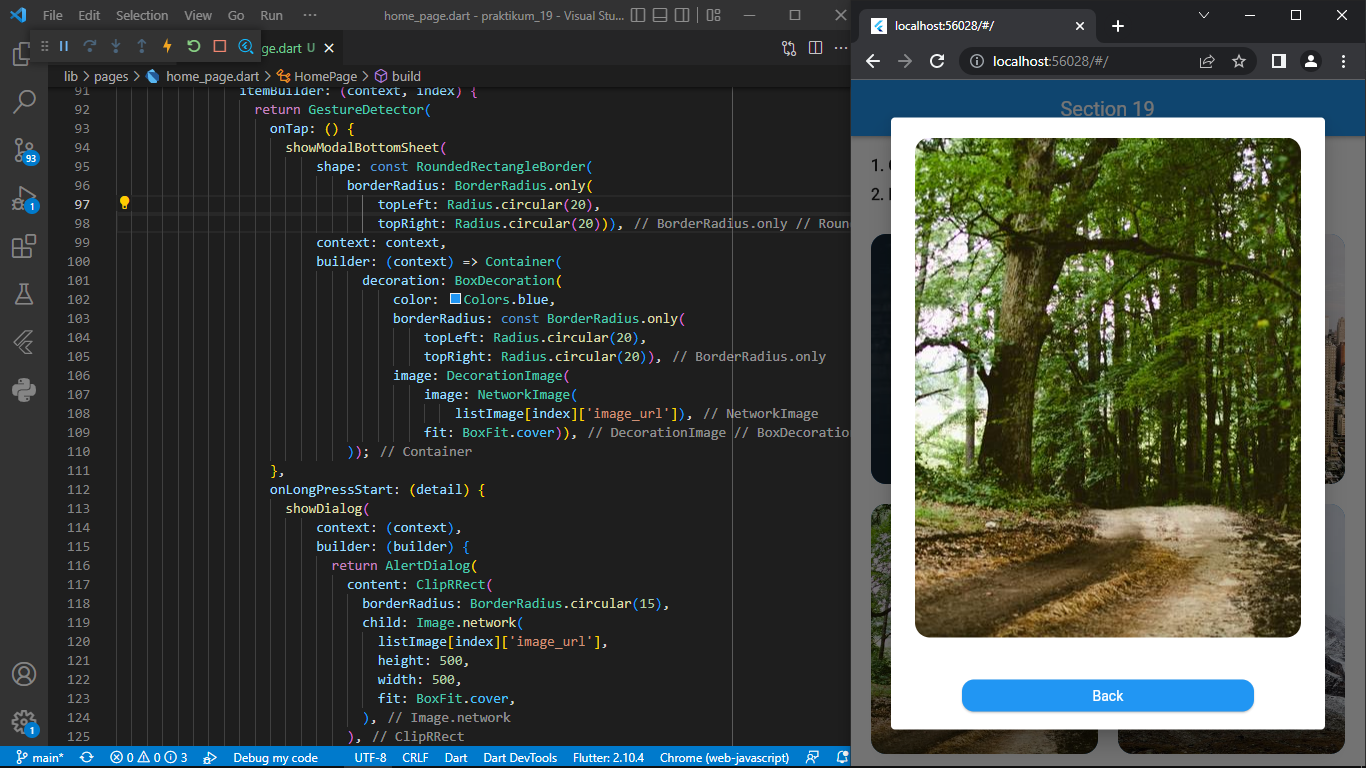 File Edit Selection View Go Run ··· home_page.dart - praktikum_19 - Visual Stu...
ge.dart U
lib > pages > home_page.dart > HomePage > build
91 itemBuilder: (context, index) {
92 return GestureDetector(
93 onTap: () {
94 showModalBottomSheet(
95 shape: const RoundedRectangleBorder(
96 borderRadius: BorderRadius.only(
97 topLeft: Radius.circular(20),
98 topRight: Radius.circular(20))), // BorderRadius.only // Roun
99 context: context,
100 builder: (context) => Container(
101 decoration: BoxDecoration(
102 color: Colors.blue,
103 borderRadius: const BorderRadius.only(
104 topLeft: Radius.circular(20),
105 topRight: Radius.circular(20)), // BorderRadius.only
106 image: DecorationImage(
107 image: NetworkImage(
108 listImage[index]['image_url']), // NetworkImage
109 fit: BoxFit.cover)), // DecorationImage // BoxDecoratio
110 )); // Container
111 },
112 onLongPressStart: (detail) {
113 showDialog(
114 context: (context),
115 builder: (builder) {
116 return AlertDialog(
117 content: ClipRRect(
118 borderRadius: BorderRadius.circular(15),
119 child: Image.network(
120 listImage[index]['image_url'],
121 height: 500,
122 width: 500,
123 fit: BoxFit.cover,
124 ), // Image.network
125 ), // ClipRRect
93
1
1
main* 0 0 3 Debug my code UTF-8 CRLF Dart Dart DevTools Flutter: 2.10.4 Chrome (web-javascript)
localhost:56028/#/
localhost:56028/#/
Section 19
1.
2.
Back